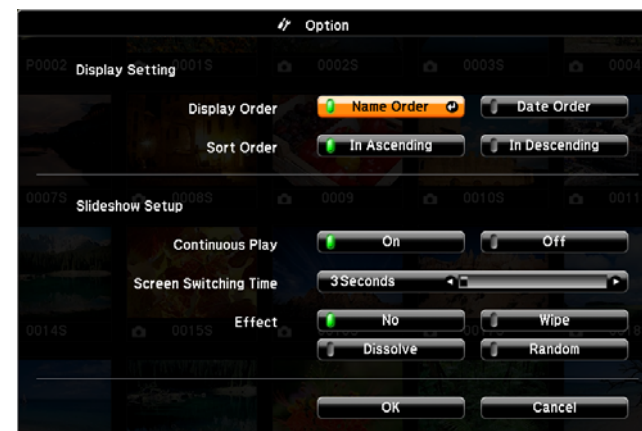 Option
P0002 0001S 0002S 0003S 0004
Display Setting
Display Order Name Order Date Order
Sort Order In Ascending In Descending
0007S 0008S 0009 0010S 0011
Slideshow Setup
Continuous Play On Off
Screen Switching Time 3Seconds
Effect No Wipe
0014S 0015S
Dissolve Random
OK Cancel